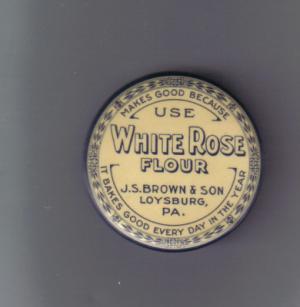 MAKES GOOD BECAUSE
USE
WHITE ROSE
FLOUR
J.S. BROWN & SON
LOYSBURG,
PA.
IT BAKES GOOD EVERY DAY IN THE YEAR